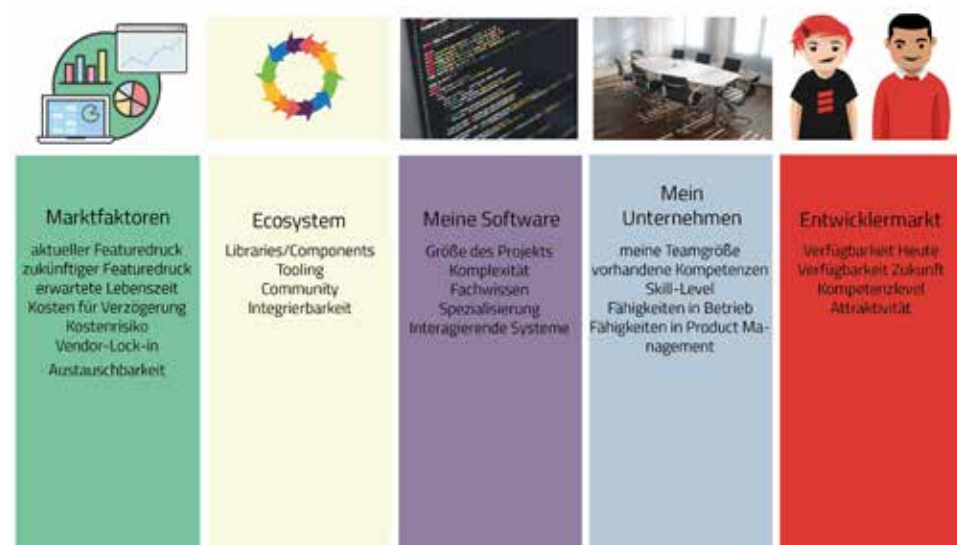 Marktfaktoren
aktueller Featuredruck
zukünftiger Featuredruck
erwartete Lebenszeit
Kosten für Verzögerung
Kostenrisiko
Vendor-Lock-in
Austauschbarkeit
Ecosystem
Libraries/Components
Tooling
Community
Integrierbarkeit
Meine Software
Größe des Projekts
Komplexität
Fachwissen
Spezialisierung
Interagierende Systeme
Mein
Unternehmen
meine Teamgröße
vorhandene Kompetenzen
Skill-Level
Fähigkeiten in Betrieb
Fähigkeiten in Product Ma-
nagement
Entwicklermarkt
Verfügbarkeit Heute
Verfügbarkeit Zukunft
Kompetenzlevel
Attraktivität